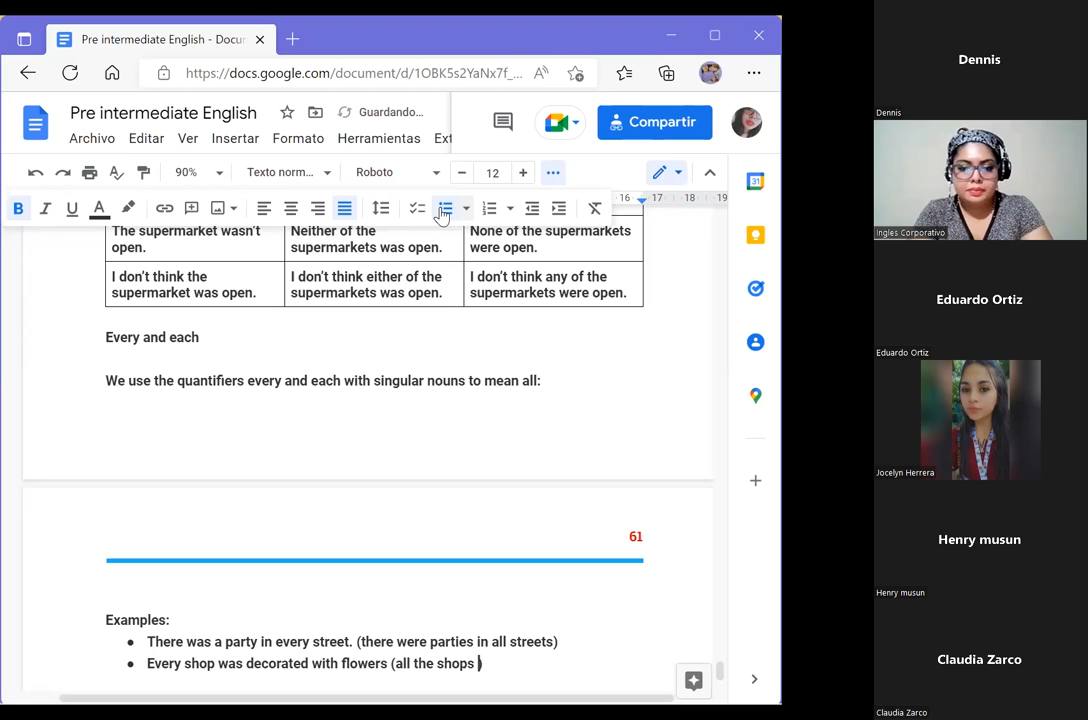 Pre intermediate English - Docu
https://docs.google.com/document/d/1OBK5s2YaNx7f_...
Pre intermediate English
Guardando...
Compartir
Archivo Editar Ver Insertar Formato Herramientas Ext
90% Texto norm... Roboto 12
16 17 18 19
The supermarket wasn't open.
Neither of the supermarkets was open.
None of the supermarkets were open.
I don't think the supermarket was open.
I don't think either of the supermarkets was open.
I don't think any of the supermarkets were open.
Every and each
We use the quantifiers every and each with singular nouns to mean all:
61
Examples:
• There was a party in every street. (there were parties in all streets)
• Every shop was decorated with flowers (all the shops )
Dennis
Dennis
Ingles Corporativo
Eduardo Ortiz
Eduardo Ortiz
Jocelyn Herrera
Henry musun
Henry musun
Claudia Zarco
Claudia Zarco